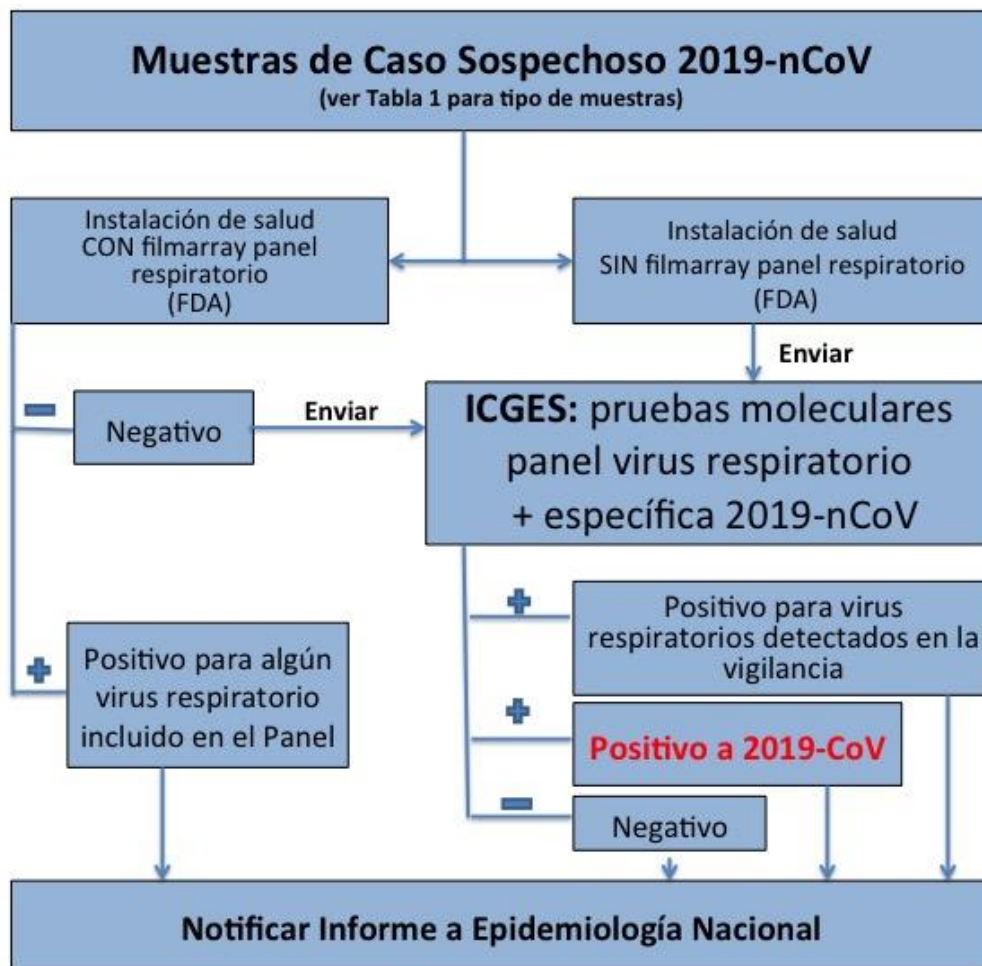 Muestras de Caso Sospechoso 2019-nCoV
(ver Tabla 1 para tipo de muestras)
Instalación de salud
CON filmarray panel
respiratorio
(FDA)
Instalación de salud
SIN filmarray panel respiratorio
(FDA)
Enviar
Negativo
Enviar
ICGES: pruebas moleculares
panel virus respiratorio
+ específica 2019-nCoV
Positivo para algún
virus respiratorio
incluido en el Panel
Positivo para virus
respiratorios detectados en la
vigilancia
Positivo a 2019-CoV
Negativo
Notificar Informe a Epidemiología Nacional